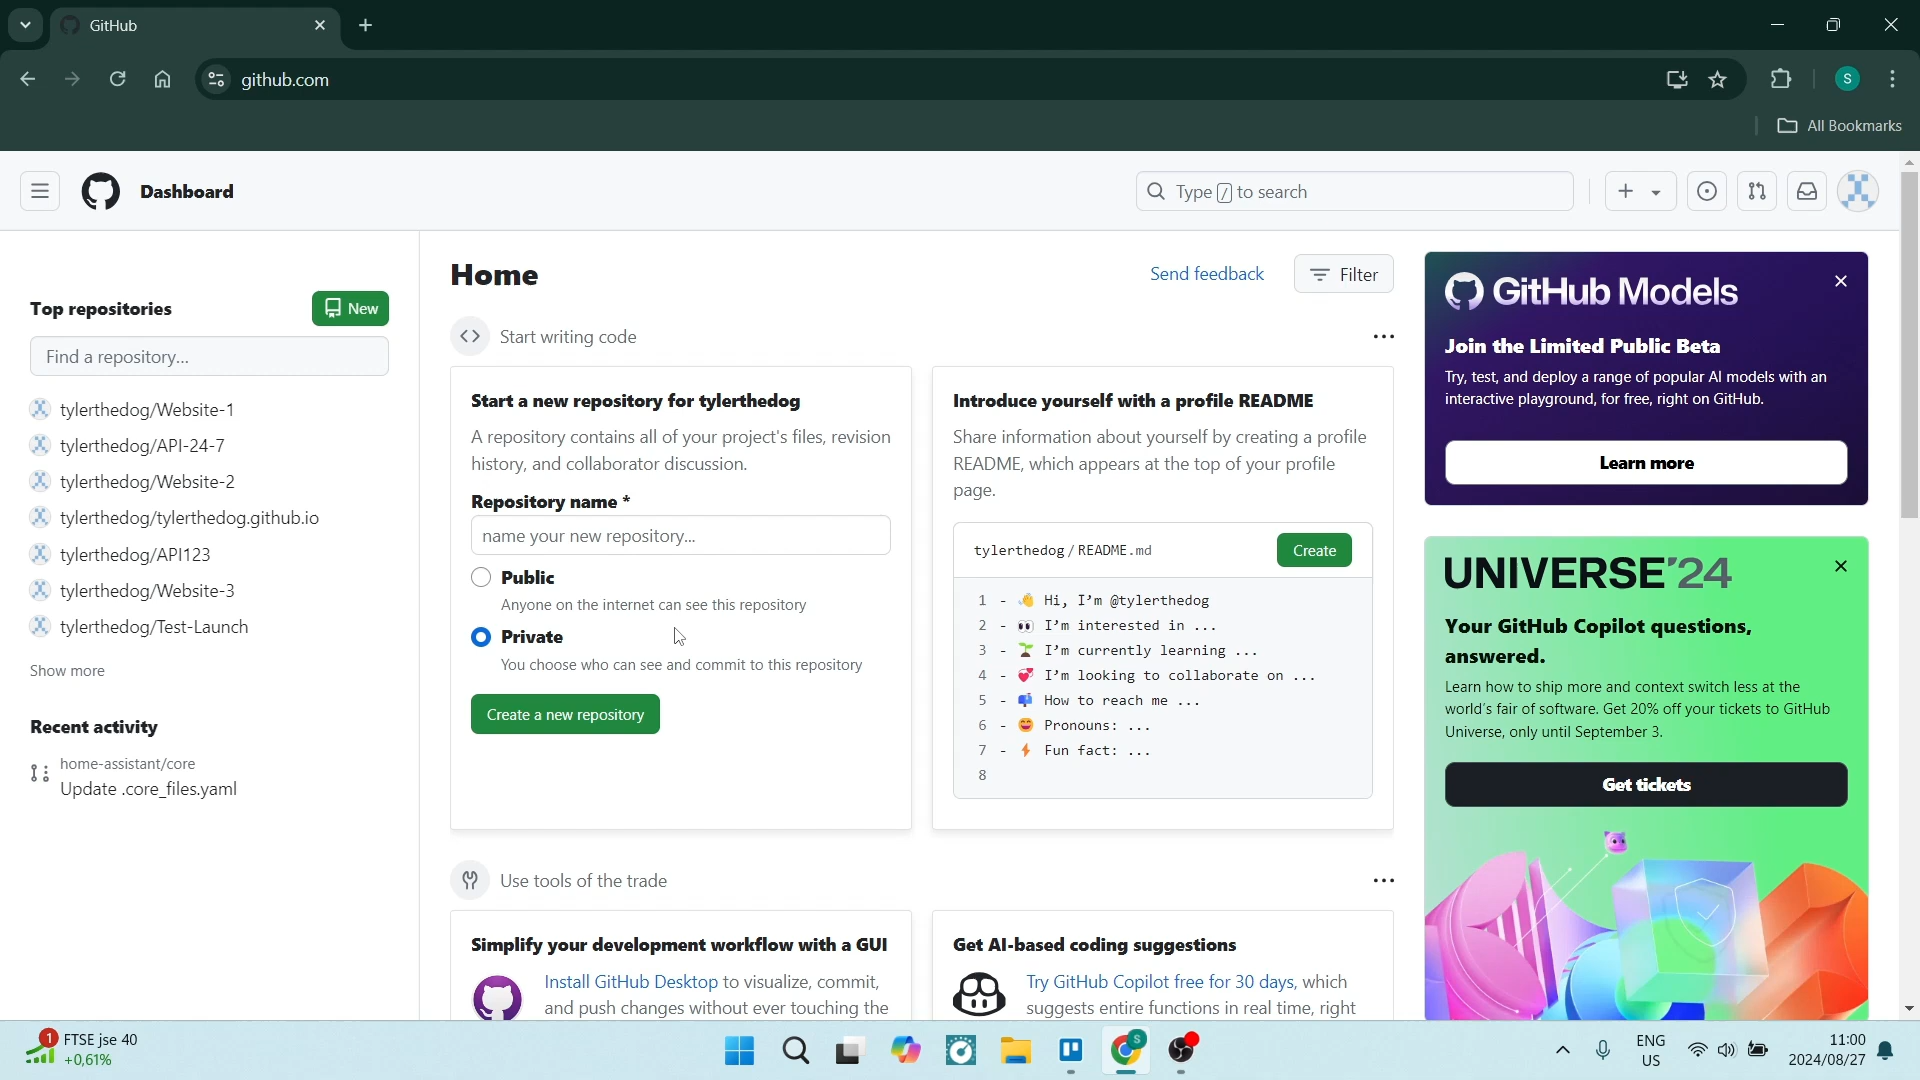 GitHub
github.com
All Bookmarks
Dashboard
Type / to search
Top repositories
New
Find a repository...
tylerthedog/Website-1
tylerthedog/API-24-7
tylerthedog/Website-2
tylerthedog/tylerthedog.github.io
tylerthedog/API123
tylerthedog/Website-3
tylerthedog/Test-Launch
Show more
Recent activity
home-assistant/core
Update .core_files.yaml
Home
Send feedback
Filter
Start writing code
Start a new repository for tylerthedog
A repository contains all of your project's files, revision
history, and collaborator discussion.
Repository name *
name your new repository...
Public
Anyone on the internet can see this repository
Private
You choose who can see and commit to this repository
Create a new repository
Introduce yourself with a profile README
Share information about yourself by creating a profile
README, which appears at the top of your profile
page.
tylerthedog / README.md
Create
1 - 👋 Hi, I'm @tylerthedog
2 - 👀 I'm interested in ...
3 - 🌱 I'm currently learning ...
4 - 💞️ I'm looking to collaborate on ...
5 - 📫 How to reach me ...
6 - 😄 Pronouns: ...
7 - ⚡ Fun fact: ...
8
Use tools of the trade
Simplify your development workflow with a GUI
Install GitHub Desktop to visualize, commit,
and push changes without ever touching the
Get AI-based coding suggestions
Try GitHub Copilot free for 30 days, which
suggests entire functions in real time, right
GitHub Models
Join the Limited Public Beta
Try, test, and deploy a range of popular AI models with an
interactive playground, for free, right on GitHub.
Learn more
UNIVERSE'24
Your GitHub Copilot questions,
answered.
Learn how to ship more and context switch less at the
world's fair of software. Get 20% off your tickets to GitHub
Universe, only until September 3.
Get tickets
S
1
FTSE jse 40
+0,61%
S
ENG
US
11:00
2024/08/27